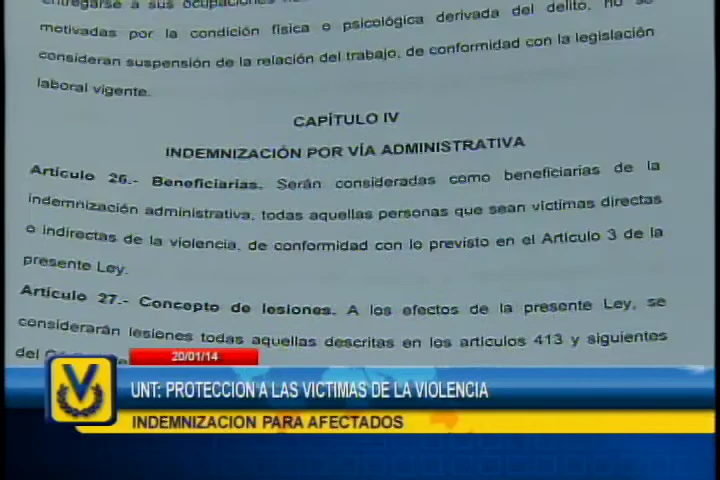 entregarse a sus ocupaciones
motivadas por la condición física o psicológica derivada del delito, no se
consideran suspensión de la relación del trabajo, de conformidad con la legislación
laboral vigente.
CAPÍTULO IV
INDEMNIZACIÓN POR VÍA ADMINISTRATIVA
Artículo 26.- Beneficiarias. Serán consideradas como beneficiarias de la
indemnización administrativa, todas aquellas personas que sean víctimas directas
o indirectas de la violencia, de conformidad con lo previsto en el Artículo 3 de la
presente Ley.
Artículo 27.- Concepto de lesiones. A los efectos de la presente Ley, se
considerarán lesiones todas aquellas descritas en los artículos 413 y siguientes
del
20/01/14
UNT: PROTECCION A LAS VICTIMAS DE LA VIOLENCIA
INDEMNIZACION PARA AFECTADOS